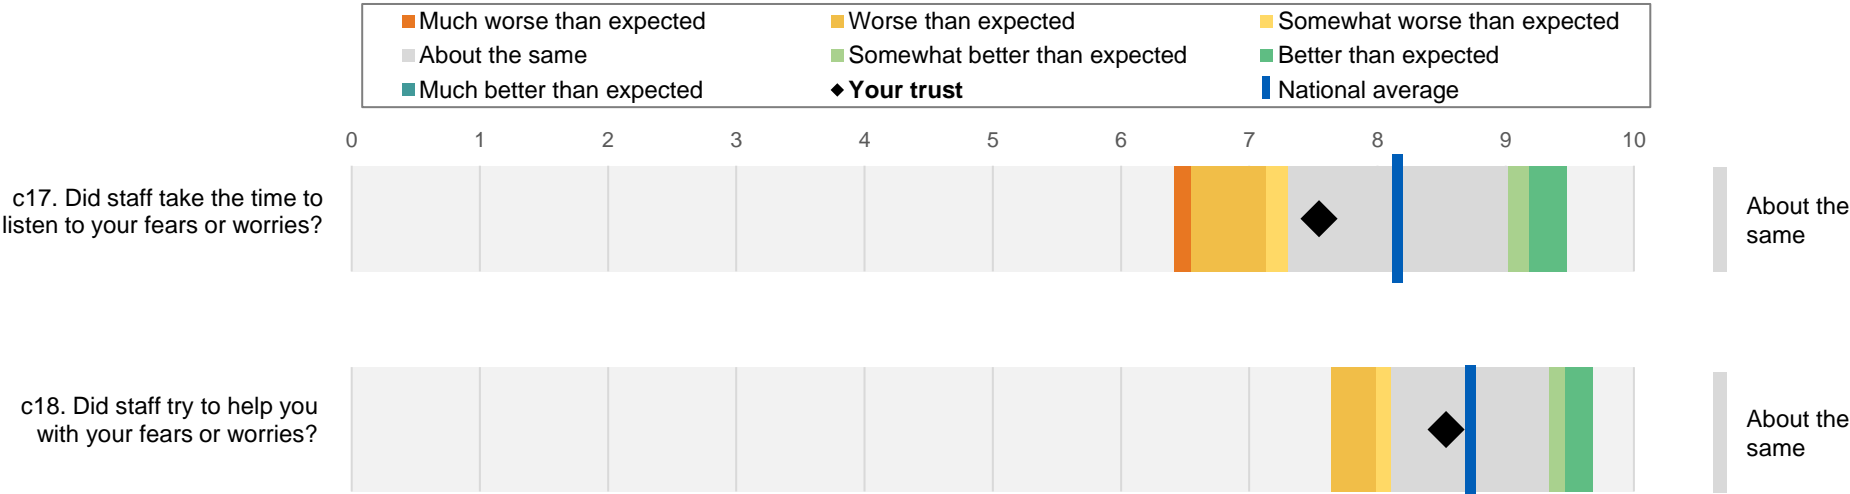 Much worse than expected
Worse than expected
Somewhat worse than expected
About the same
Somewhat better than expected
Better than expected
Much better than expected
Your trust
National average
0 1 2 3 4 5 6 7 8 9 10
c17. Did staff take the time to
listen to your fears or worries?
About the
same
c18. Did staff try to help you
with your fears or worries?
About the
same